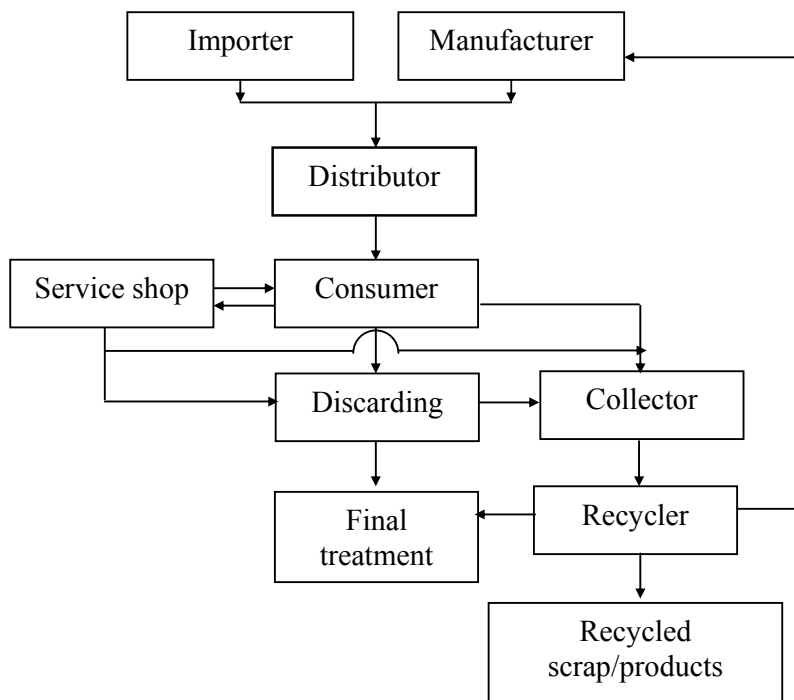 Importer
Manufacturer
Distributor
Service shop
Consumer
Discarding
Collector
Final
treatment
Recycler
Recycled
scrap/products